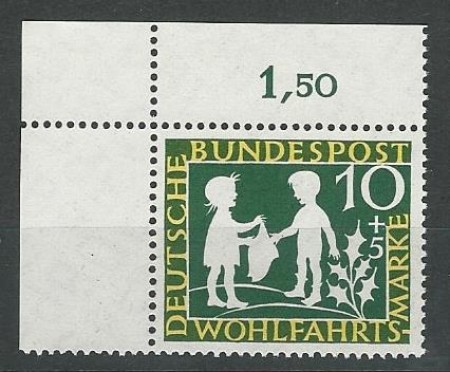 1,50
DEUTSCHE BUNDESPOST
10
+5
WOHLFAHRTS-MARKE